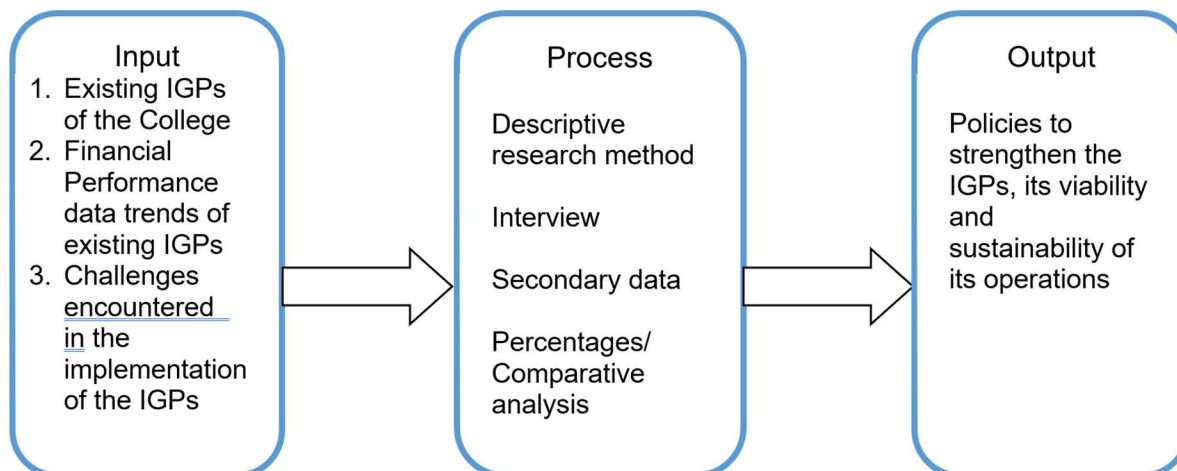 Input
1. Existing IGPs
of the College
2. Financial
Performance
data trends of
existing IGPs
3. Challenges
encountered
in the
implementation
of the IGPs
Process
Descriptive
research method
Interview
Secondary data
Percentages/
Comparative
analysis
Output
Policies to
strengthen the
IGPs, its viability
and
sustainability of
its operations